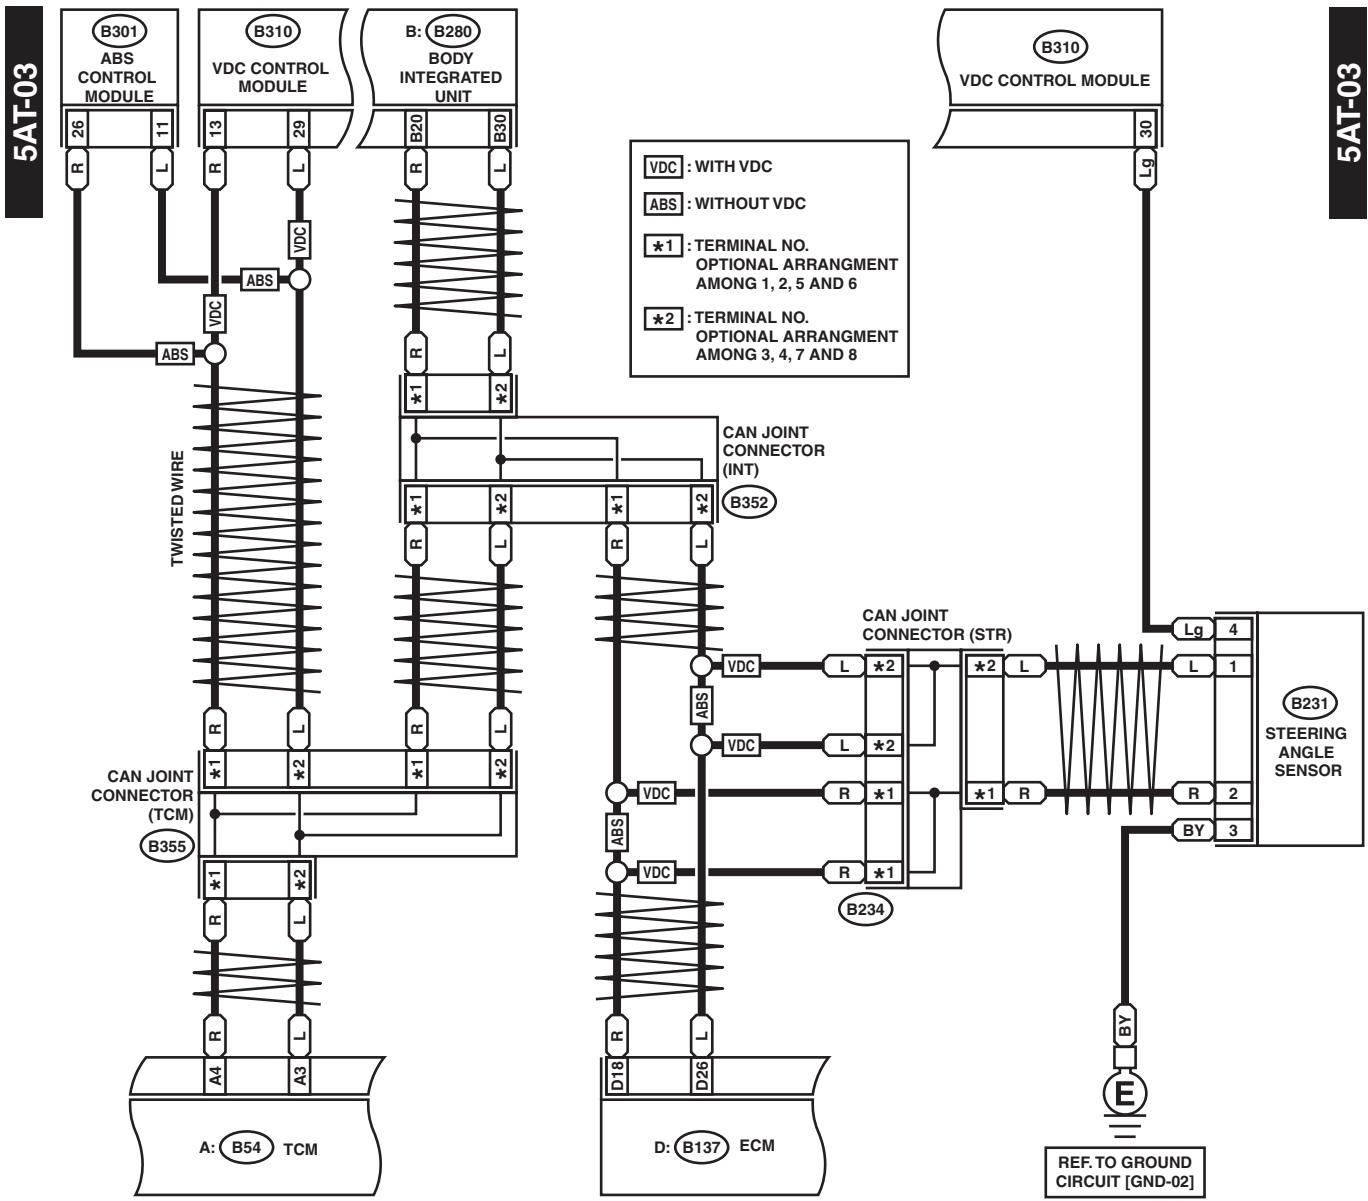 5AT-03
5AT-03
B301
ABS
CONTROL
MODULE
B310
VDC CONTROL
MODULE
B: B280
BODY
INTEGRATED
UNIT
B310
VDC CONTROL MODULE
26
11
13
29
B20
B30
30
R
L
R
L
R
L
Lg
VDC : WITH VDC
ABS : WITHOUT VDC
*1 : TERMINAL NO.
OPTIONAL ARRANGMENT
AMONG 1, 2, 5 AND 6
*2 : TERMINAL NO.
OPTIONAL ARRANGMENT
AMONG 3, 4, 7 AND 8
VDC
ABS
VDC
ABS
R
L
*1
*2
CAN JOINT
CONNECTOR
(INT)
B352
*1
*2
*1
*2
R
L
R
L
TWISTED WIRE
CAN JOINT
CONNECTOR (STR)
Lg
4
VDC
L
*2
*2
L
L
1
ABS
B231
STEERING
ANGLE
SENSOR
R
L
R
L
VDC
L
*2
*1
*2
*1
*2
CAN JOINT
CONNECTOR
(TCM)
B355
VDC
R
*1
*1
R
R
2
ABS
BY
3
VDC
R
*1
B234
*1
*2
R
L
R
L
R
L
BY
A4
A3
D18
D26
E
A: B54 TCM
D: B137 ECM
REF. TO GROUND
CIRCUIT [GND-02]